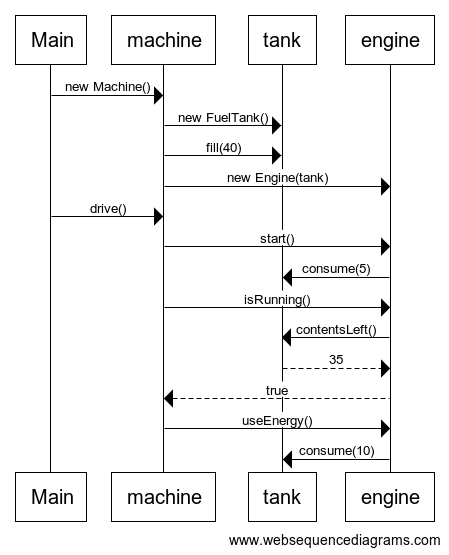 Main machine tank engine
new Machine()
new FuelTank()
fill(40)
new Engine(tank)
drive()
start()
consume(5)
isRunning()
contentsLeft()
35
true
useEnergy()
consume(10)
Main machine tank engine
www.websequencediagrams.com